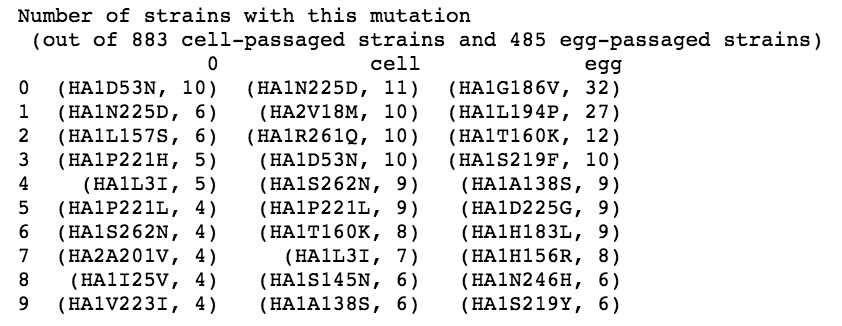 Number of strains with this mutation
(out of 883 cell-passaged strains and 485 egg-passaged strains)
0 cell egg
0 (HA1D53N, 10) (HA1N225D, 11) (HA1G186V, 32)
1 (HA1N225D, 6) (HA2V18M, 10) (HA1L194P, 27)
2 (HA1L157S, 6) (HA1R261Q, 10) (HA1T160K, 12)
3 (HA1P221H, 5) (HA1D53N, 10) (HA1S219F, 10)
4 (HA1L3I, 5) (HA1S262N, 9) (HA1A138S, 9)
5 (HA1P221L, 4) (HA1P221L, 9) (HA1D225G, 9)
6 (HA1S262N, 4) (HA1T160K, 8) (HA1H183L, 9)
7 (HA2A201V, 4) (HA1L3I, 7) (HA1H156R, 8)
8 (HA1I25V, 4) (HA1S145N, 6) (HA1N246H, 6)
9 (HA1V223I, 4) (HA1A138S, 6) (HA1S219Y, 6)